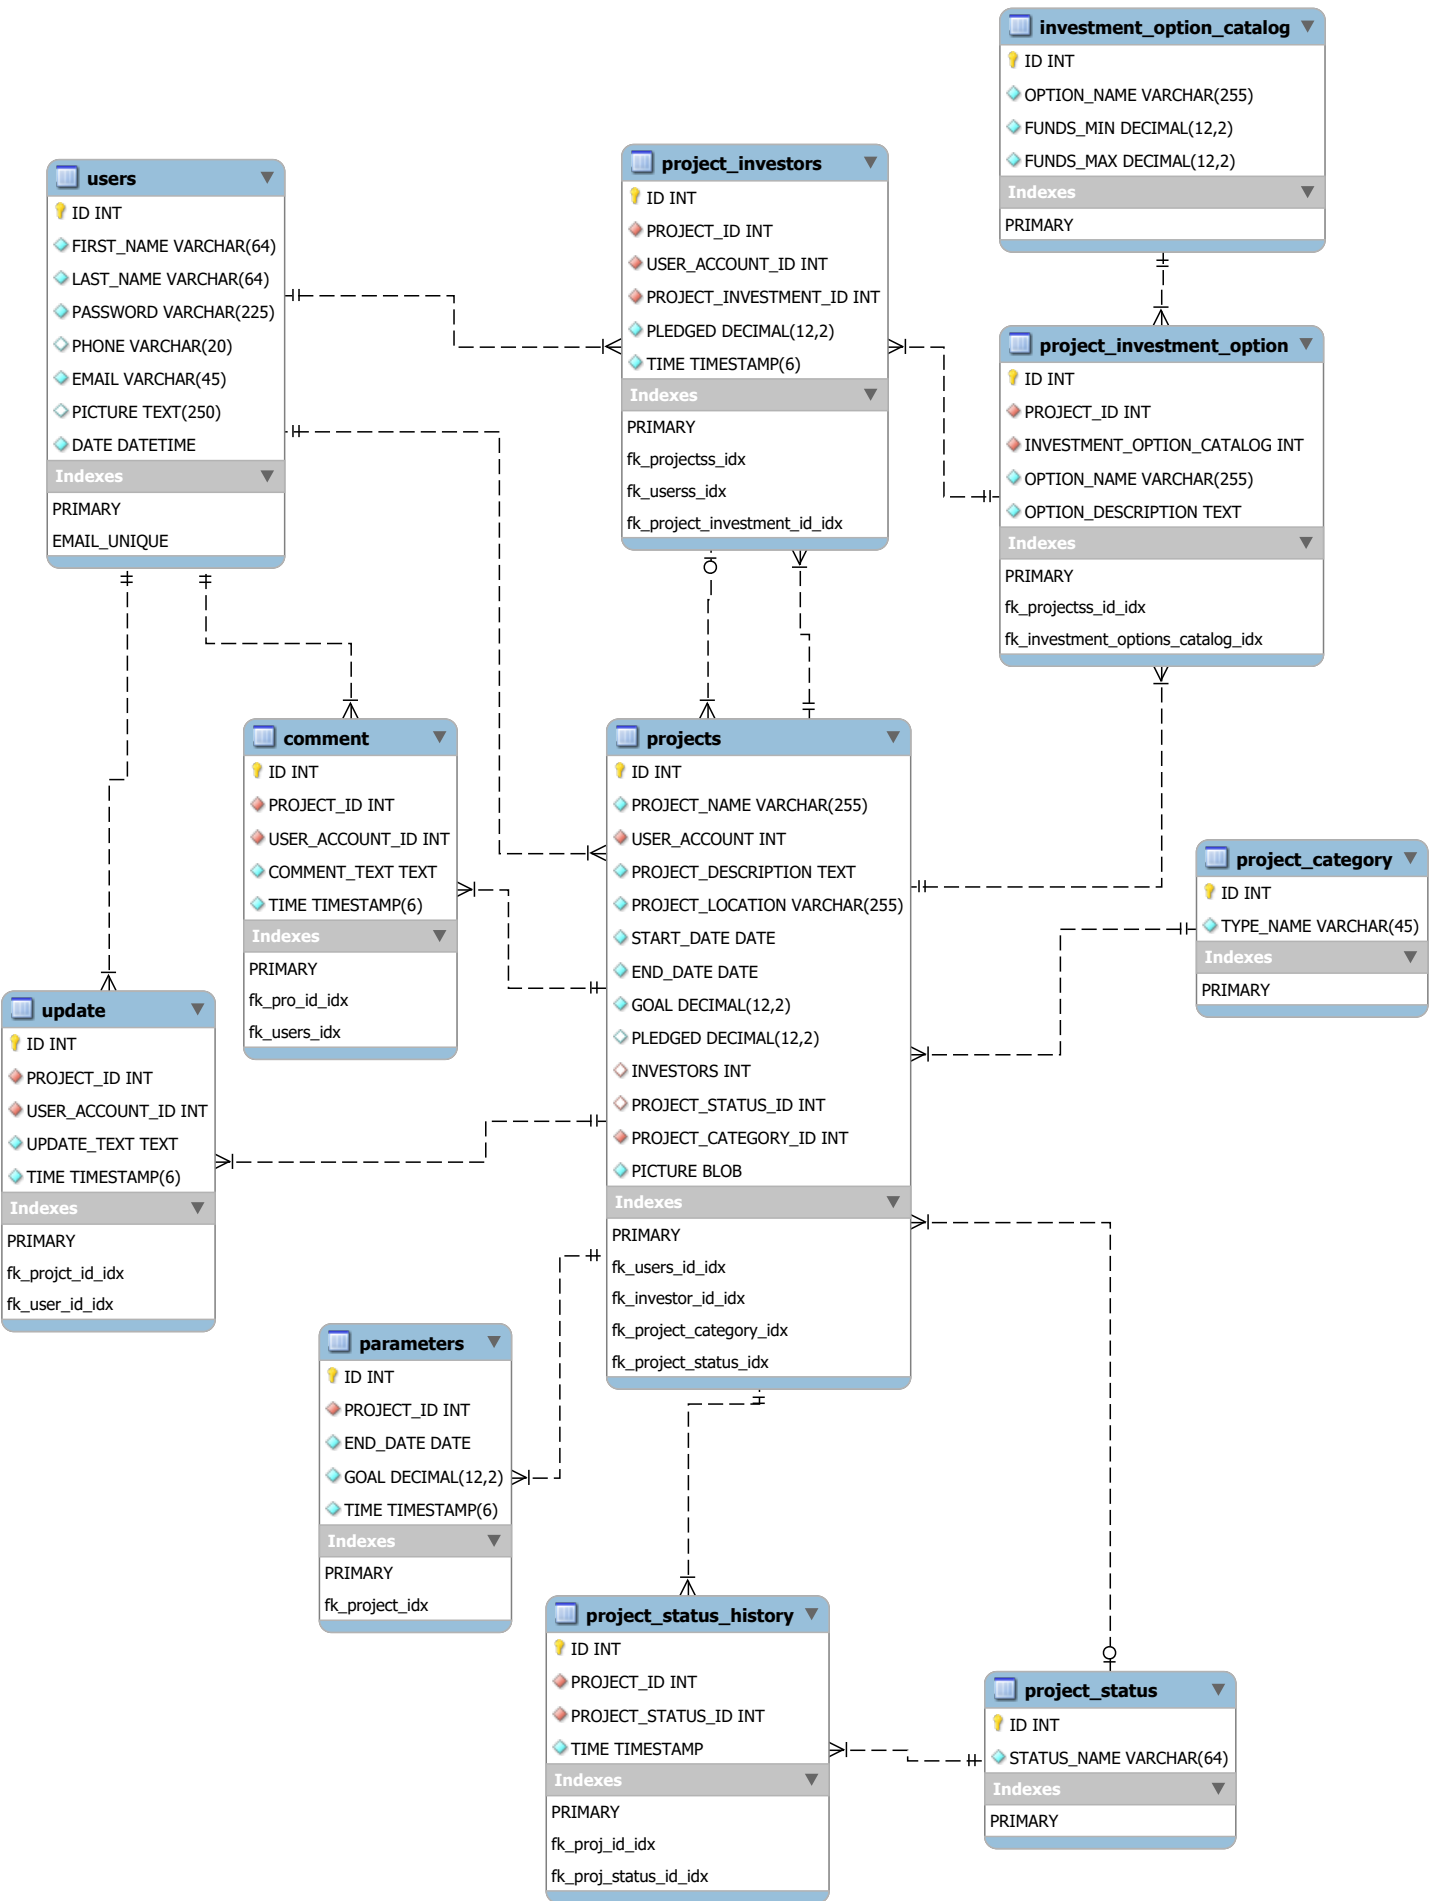 investment_option_catalog
ID INT
OPTION_NAME VARCHAR(255)
FUNDS_MIN DECIMAL(12,2)
FUNDS_MAX DECIMAL(12,2)
Indexes
PRIMARY
project_investors
ID INT
PROJECT_ID INT
USER_ACCOUNT_ID INT
PROJECT_INVESTMENT_ID INT
PLEDGED DECIMAL(12,2)
TIME TIMESTAMP(6)
Indexes
PRIMARY
fk_projectss_idx
fk_userss_idx
fk_project_investment_id_idx
users
ID INT
FIRST_NAME VARCHAR(64)
LAST_NAME VARCHAR(64)
PASSWORD VARCHAR(225)
PHONE VARCHAR(20)
EMAIL VARCHAR(45)
PICTURE TEXT(250)
DATE DATETIME
Indexes
PRIMARY
EMAIL_UNIQUE
project_investment_option
ID INT
PROJECT_ID INT
INVESTMENT_OPTION_CATALOG INT
OPTION_NAME VARCHAR(255)
OPTION_DESCRIPTION TEXT
Indexes
PRIMARY
fk_projectss_id_idx
fk_investment_options_catalog_idx
comment
ID INT
PROJECT_ID INT
USER_ACCOUNT_ID INT
COMMENT_TEXT TEXT
TIME TIMESTAMP(6)
Indexes
PRIMARY
fk_pro_id_idx
fk_users_idx
projects
ID INT
PROJECT_NAME VARCHAR(255)
USER_ACCOUNT INT
PROJECT_DESCRIPTION TEXT
PROJECT_LOCATION VARCHAR(255)
START_DATE DATE
END_DATE DATE
GOAL DECIMAL(12,2)
PLEDGED DECIMAL(12,2)
INVESTORS INT
PROJECT_STATUS_ID INT
PROJECT_CATEGORY_ID INT
PICTURE BLOB
Indexes
PRIMARY
fk_users_id_idx
fk_investor_id_idx
fk_project_category_idx
fk_project_status_idx
project_category
ID INT
TYPE_NAME VARCHAR(45)
Indexes
PRIMARY
update
ID INT
PROJECT_ID INT
USER_ACCOUNT_ID INT
UPDATE_TEXT TEXT
TIME TIMESTAMP(6)
Indexes
PRIMARY
fk_projct_id_idx
fk_user_id_idx
parameters
ID INT
PROJECT_ID INT
END_DATE DATE
GOAL DECIMAL(12,2)
TIME TIMESTAMP(6)
Indexes
PRIMARY
fk_project_idx
project_status_history
ID INT
PROJECT_ID INT
PROJECT_STATUS_ID INT
TIME TIMESTAMP
Indexes
PRIMARY
fk_proj_id_idx
fk_proj_status_id_idx
project_status
ID INT
STATUS_NAME VARCHAR(64)
Indexes
PRIMARY